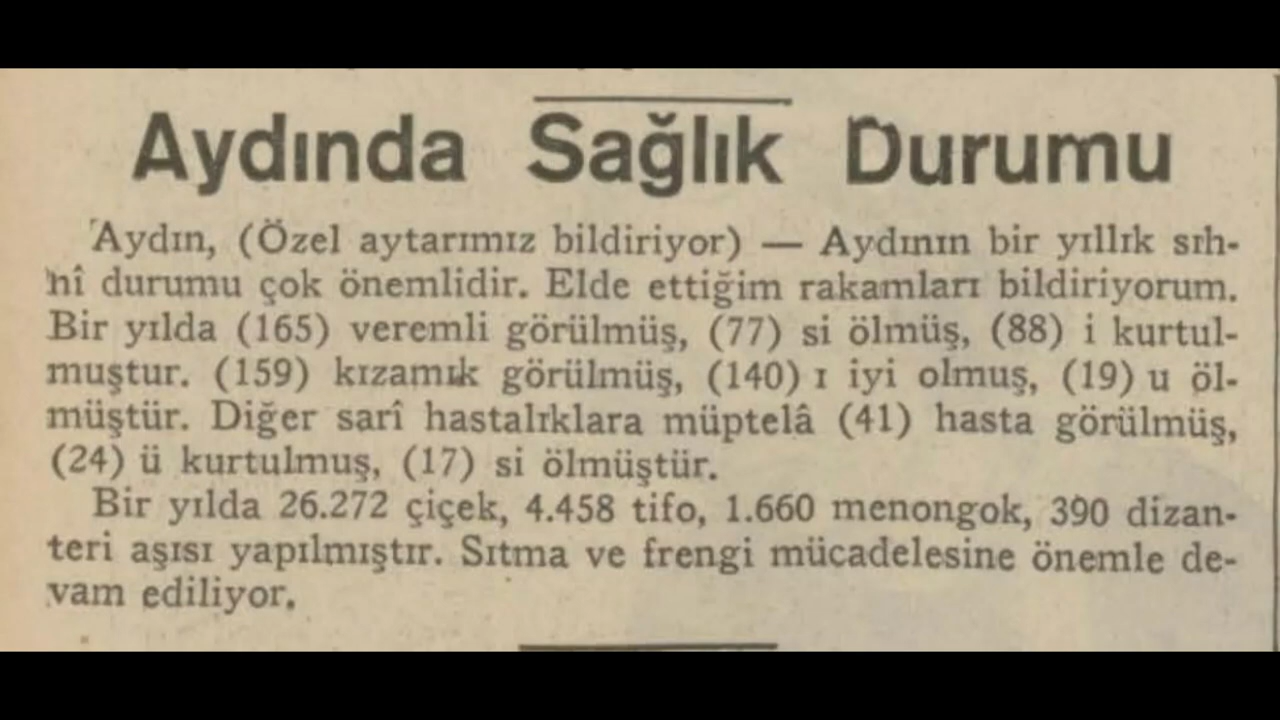 Aydında Sağlık Durumu
Aydın, (Özel aytarımız bildiriyor) — Aydının bir yıllık sıh-
hî durumu çok önemlidir. Elde ettiğim rakamları bildiriyorum.
Bir yılda (165) veremli görülmüş, (77) si ölmüş, (88) i kurtul-
muştur. (159) kızamık görülmüş, (140) ı iyi olmuş, (19) u öl-
müştür. Diğer sarî hastalıklara müptelâ (41) hasta görülmüş,
(24) ü kurtulmuş, (17) si ölmüştür.
Bir yılda 26.272 çiçek, 4.458 tifo, 1.660 menongok, 390 dizan-
teri aşısı yapılmıştır. Sıtma ve frengi mücadelesine önemle de-
vam ediliyor.